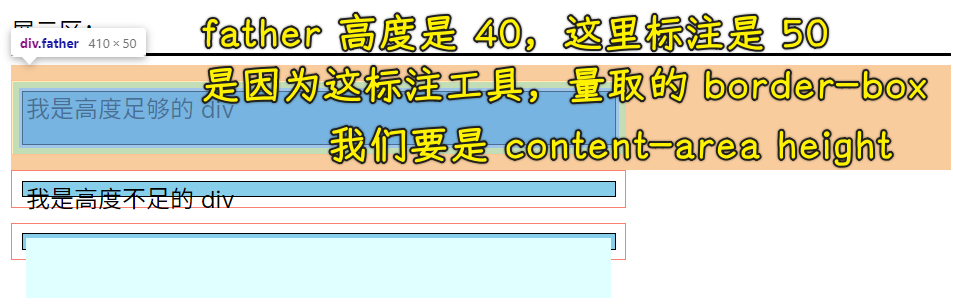 展示区：
father 高度是 40，这里标注是 50
div.father 410 × 50
是因为这标注工具，量取的 border-box
我是高度足够的 div
我们要是 content-area height
我是高度不足的 div